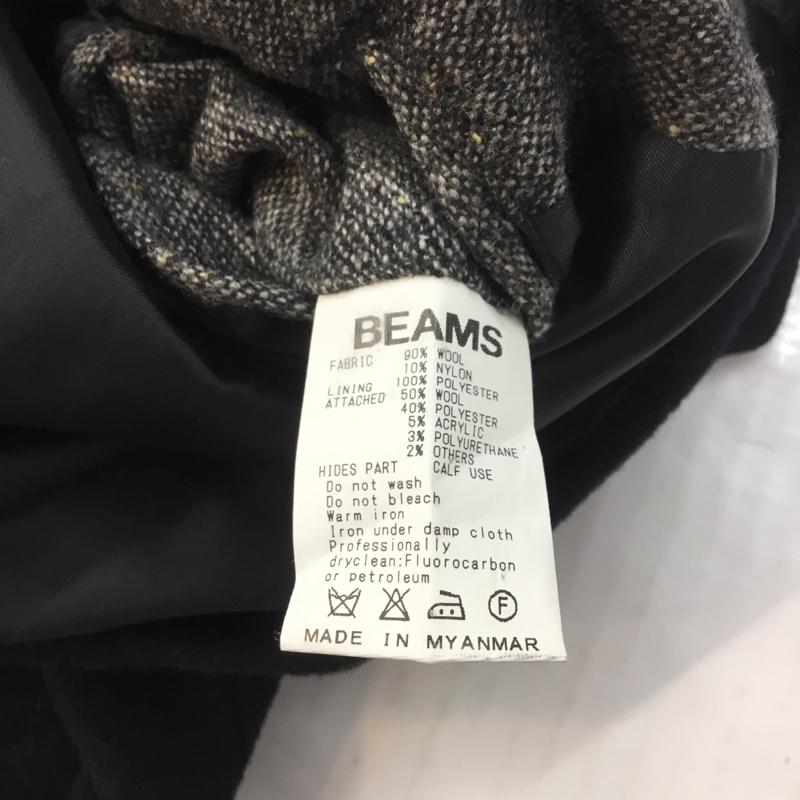 BEAMS
FABRIC 90% WOOL
10% NYLON
LINING 100% POLYESTER
ATTACHED 50% WOOL
40% POLYESTER
5% ACRYLIC
3% POLYURETHANE
2% OTHERS
HIDES PART CALF USE
Do not wash
Do not bleach
Warm iron
Iron under damp cloth
Professionally
dryclean:Fluorocarbon
or petroleum
F
MADE IN MYANMAR